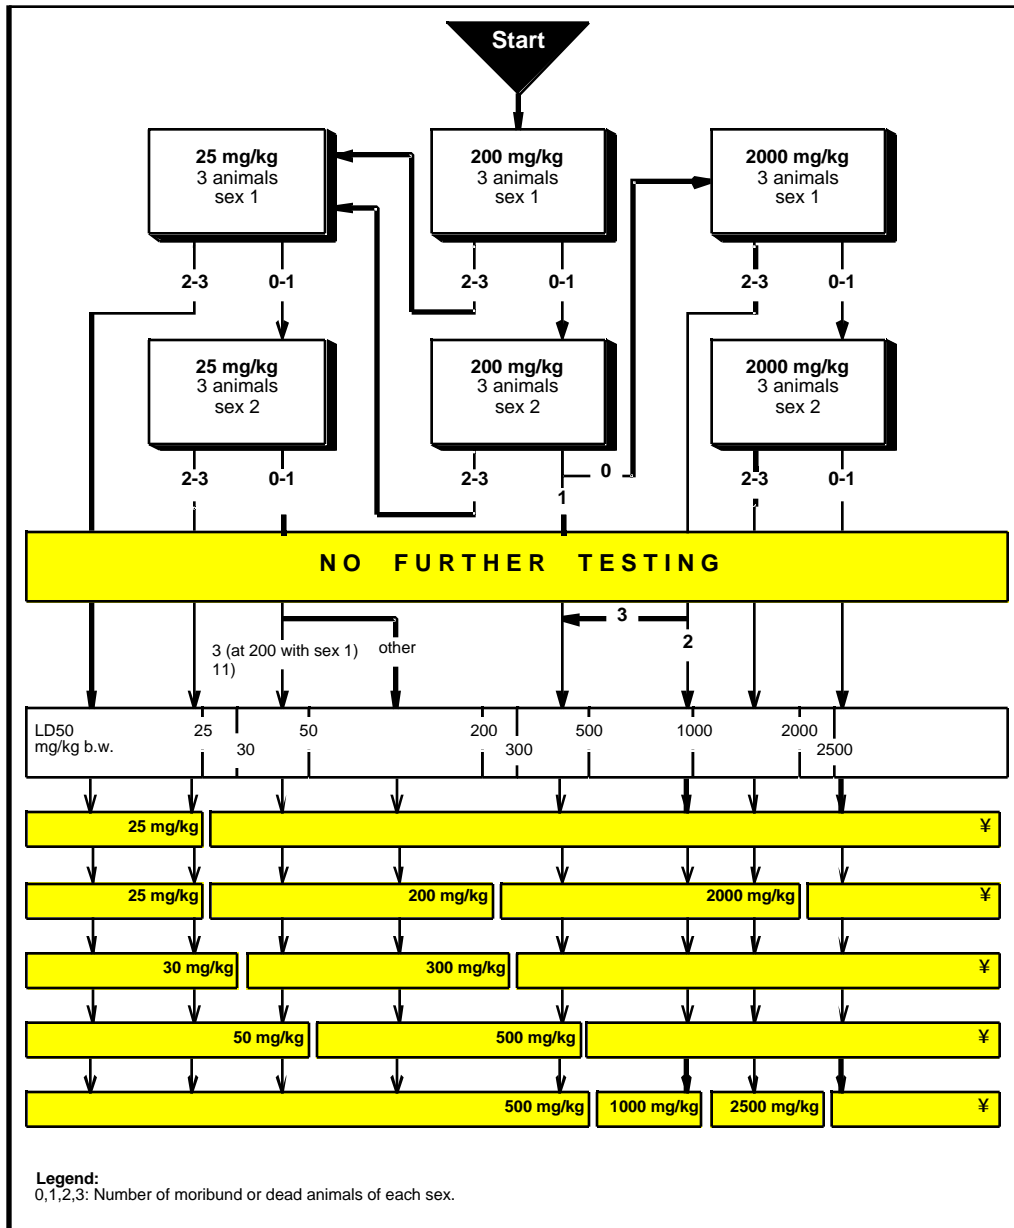 Start
25 mg/kg
3 animals
sex 1
200 mg/kg
3 animals
sex 1
2000 mg/kg
3 animals
sex 1
2-3
0-1
2-3
0-1
2-3
0-1
25 mg/kg
3 animals
sex 2
200 mg/kg
3 animals
sex 2
2000 mg/kg
3 animals
sex 2
2-3
0-1
2-3
0
1
2-3
0-1
NO FURTHER TESTING
3 (at 200 with sex 1)
11)
other
3
2
LD50
mg/kg b.w.
25
30
50
200
300
500
1000
2000
2500
25 mg/kg
¥
25 mg/kg
200 mg/kg
2000 mg/kg
¥
30 mg/kg
300 mg/kg
¥
50 mg/kg
500 mg/kg
¥
500 mg/kg
1000 mg/kg
2500 mg/kg
¥
Legend:
0,1,2,3: Number of moribund or dead animals of each sex.